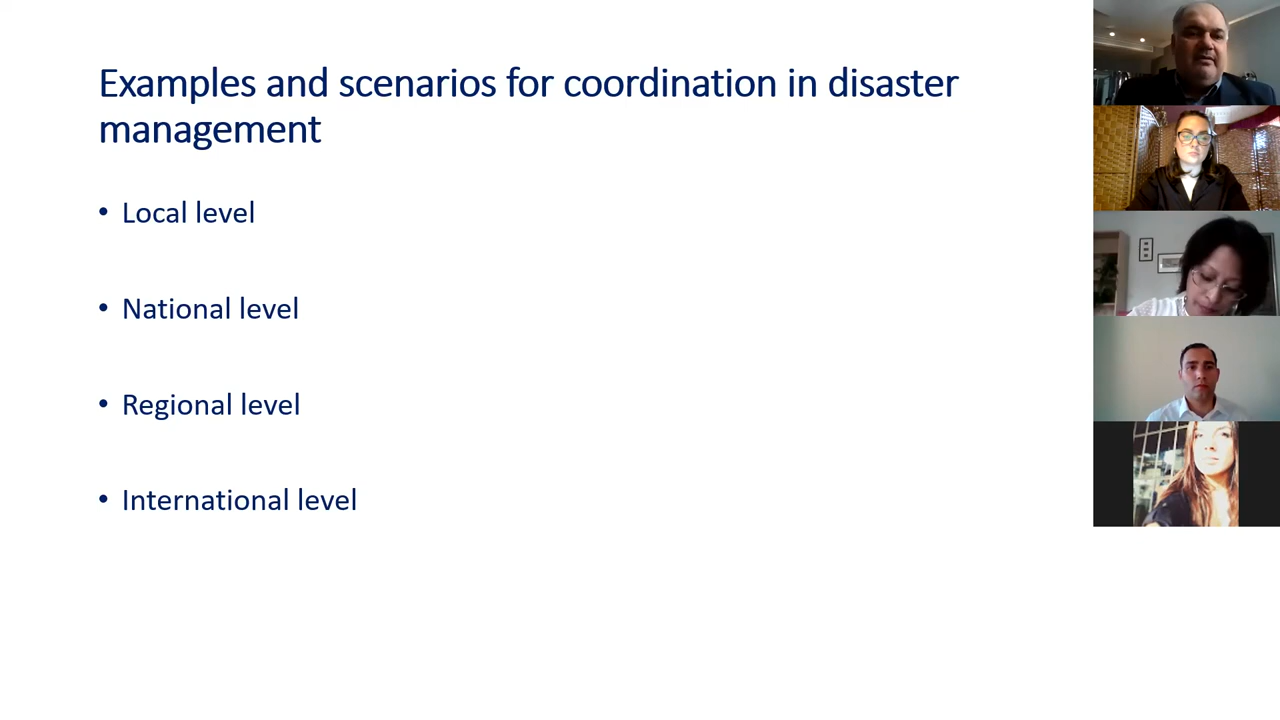 Examples and scenarios for coordination in disaster
management
• Local level
• National level
• Regional level
• International level